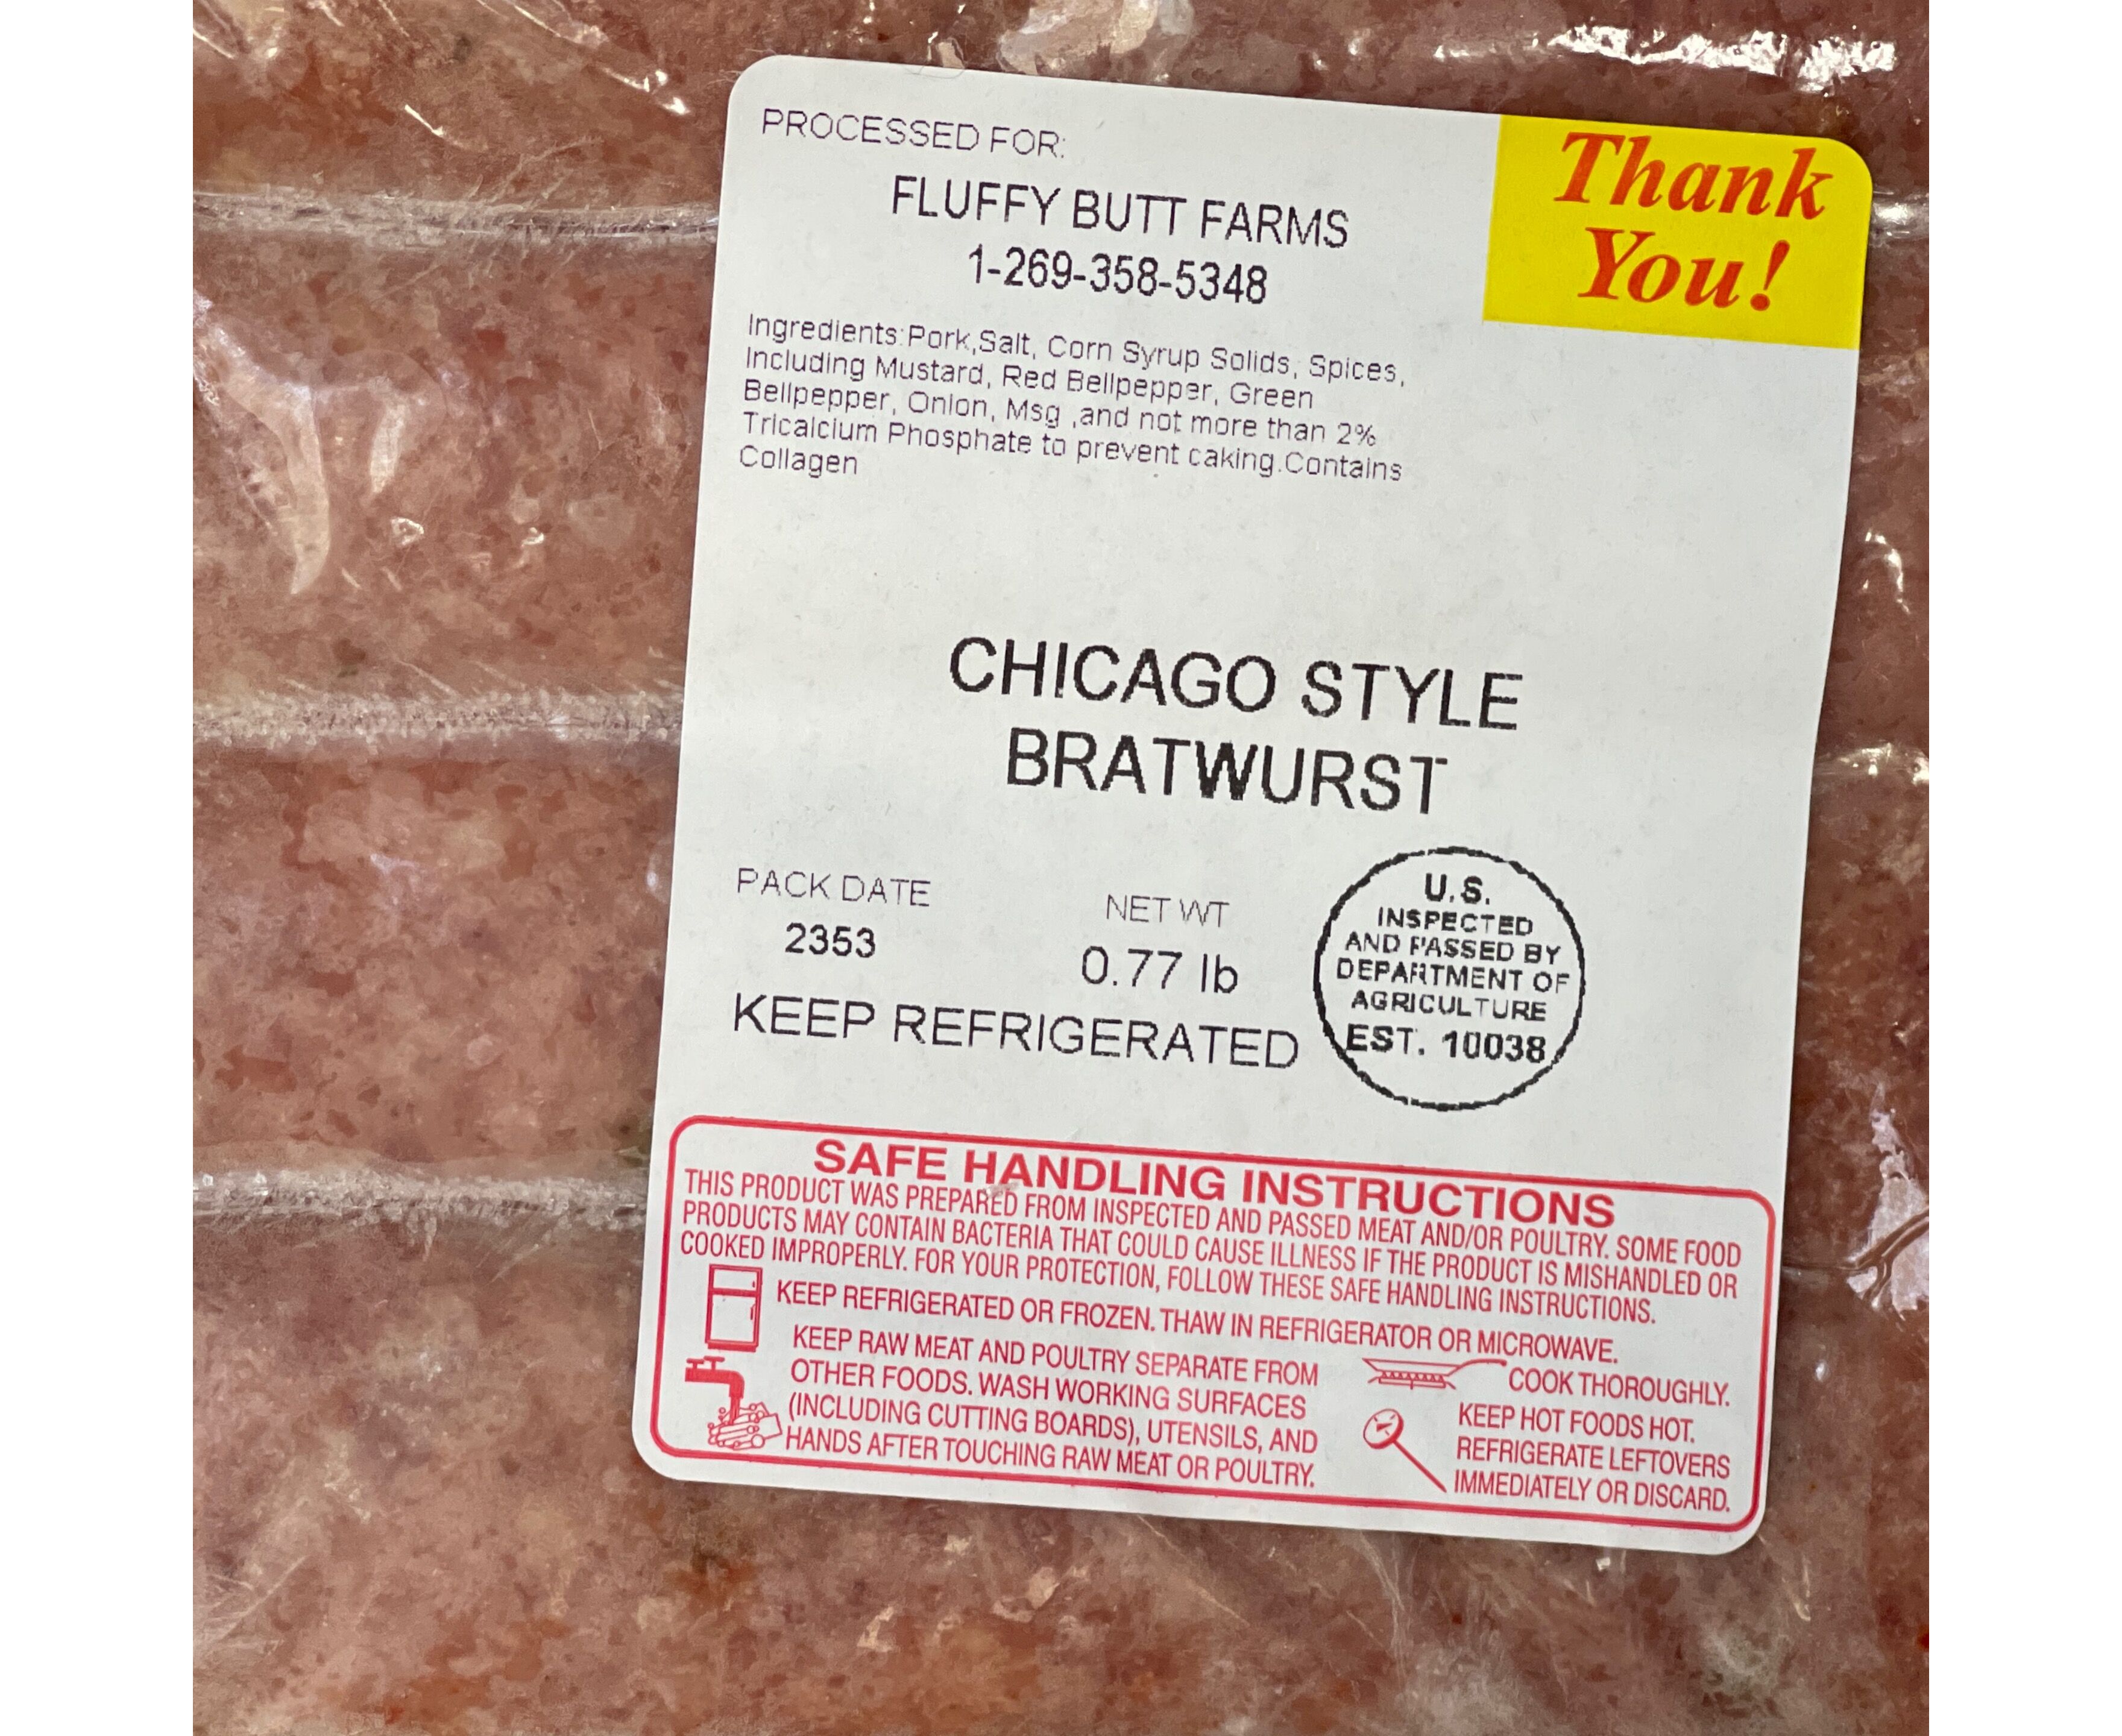 PROCESSED FOR:
FLUFFY BUTT FARMS
1-269-358-5348
Thank
You!
Ingredients:Pork,Salt, Corn Syrup Solids, Spices,
Including Mustard, Red Bellpepper, Green
Bellpepper, Onion, Msg ,and not more than 2%
Tricalcium Phosphate to prevent caking.Contains
Collagen
CHICAGO STYLE
BRATWURST
PACK DATE
2353
NET WT
0.77 lb
KEEP REFRIGERATED
U.S.
INSPECTED
AND PASSED BY
DEPARTMENT OF
AGRICULTURE
EST. 10038
SAFE HANDLING INSTRUCTIONS
THIS PRODUCT WAS PREPARED FROM INSPECTED AND PASSED MEAT AND/OR POULTRY. SOME FOOD
PRODUCTS MAY CONTAIN BACTERIA THAT COULD CAUSE ILLNESS IF THE PRODUCT IS MISHANDLED OR
COOKED IMPROPERLY. FOR YOUR PROTECTION, FOLLOW THESE SAFE HANDLING INSTRUCTIONS.
KEEP REFRIGERATED OR FROZEN. THAW IN REFRIGERATOR OR MICROWAVE.
KEEP RAW MEAT AND POULTRY SEPARATE FROM
OTHER FOODS. WASH WORKING SURFACES
(INCLUDING CUTTING BOARDS), UTENSILS, AND
HANDS AFTER TOUCHING RAW MEAT OR POULTRY.
COOK THOROUGHLY.
KEEP HOT FOODS HOT.
REFRIGERATE LEFTOVERS
IMMEDIATELY OR DISCARD.